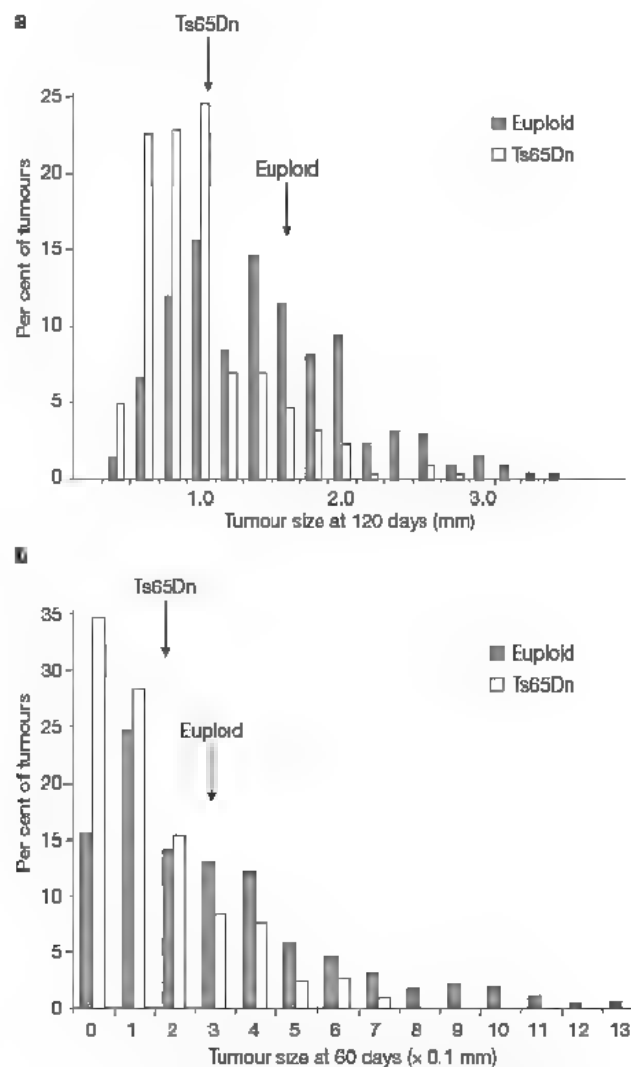 a
Ts65Dn
25
Euploid
Ts65Dn
20
Euploid
15
10
5
0
1.0 2.0 3.0
Per cent of tumours
Tumour size at 120 days (mm)
Ts65Dn
35
Euploid
30
Ts65Dn
25
Euploid
20
15
10
5
0
0 1 2 3 4 5 6 7 8 9 10 11 12 13
Per cent of tumours
Tumour size at 60 days (× 0.1 mm)